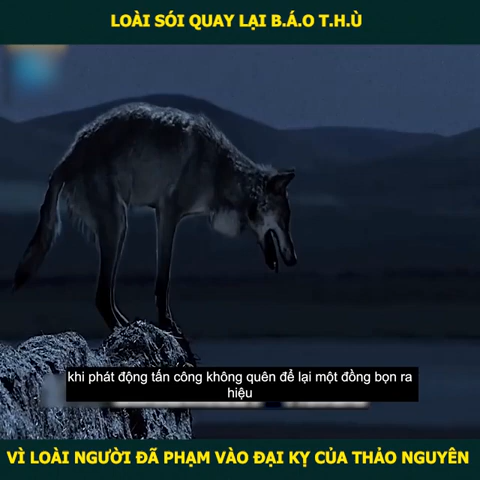 LOÀI SÓI QUAY LẠI B.Á.O T.H.Ù
khi phát động tấn công không quên để lại một đồng bọn ra
hiệu
VÌ LOÀI NGƯỜI ĐÃ PHẠM VÀO ĐẠI KỴ CỦA THẢO NGUYÊN